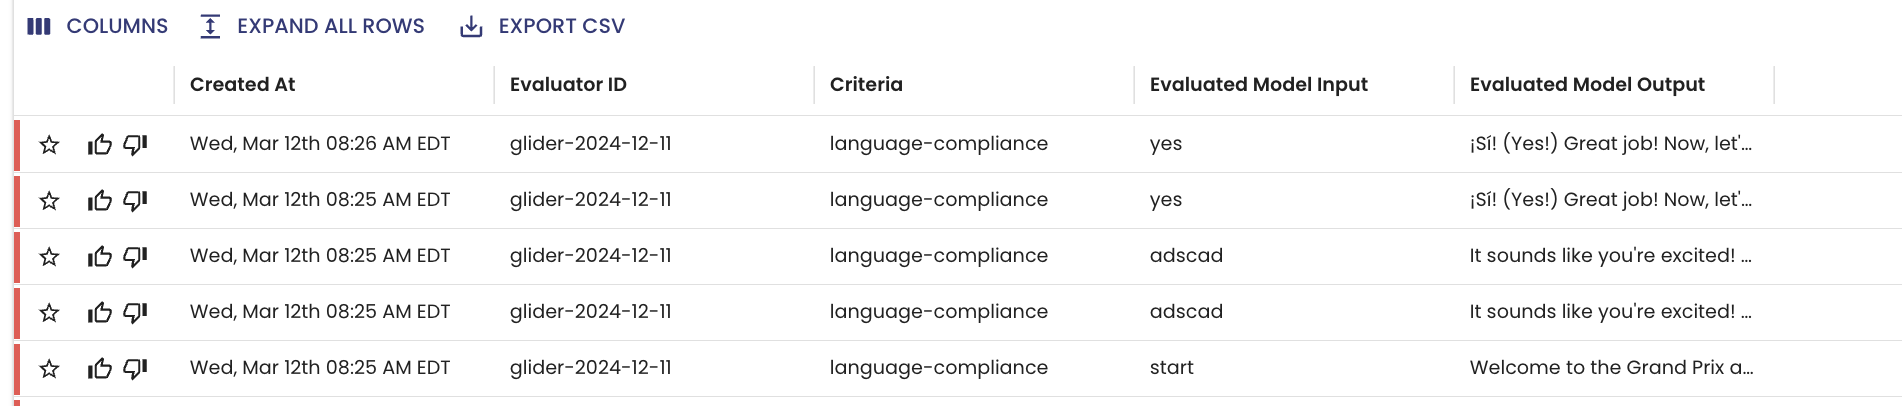 COLUMNS EXPAND ALL ROWS EXPORT CSV
Created At Evaluator ID Criteria Evaluated Model Input Evaluated Model Output
Wed, Mar 12th 08:26 AM EDT glider-2024-12-11 language-compliance yes ¡Sí! (Yes!) Great job! Now, let'...
Wed, Mar 12th 08:25 AM EDT glider-2024-12-11 language-compliance yes ¡Sí! (Yes!) Great job! Now, let'...
Wed, Mar 12th 08:25 AM EDT glider-2024-12-11 language-compliance adscad It sounds like you're excited! ...
Wed, Mar 12th 08:25 AM EDT glider-2024-12-11 language-compliance adscad It sounds like you're excited! ...
Wed, Mar 12th 08:25 AM EDT glider-2024-12-11 language-compliance start Welcome to the Grand Prix a...